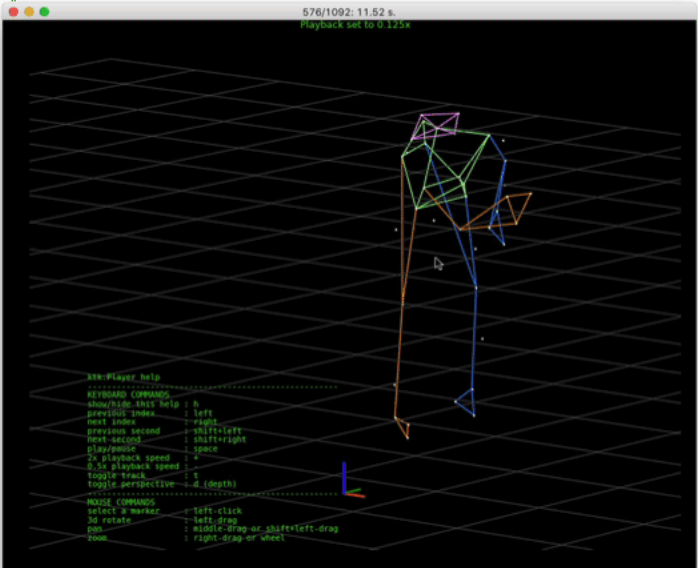 576/1092: 11.52 s.
Playback set to 0.125x
ktk.Player help
------------------------------------------------------------
KEYBOARD COMMANDS
show/hide this help : h
previous index : left
next index : right
previous second : shift+left
next second : shift+right
play/pause : space
2x playback speed : +
0.5x playback speed : -
toggle track : t
toggle perspective : d (depth)
------------------------------------------------------------
MOUSE COMMANDS
select a marker : left-click
3d rotate : left-drag
pan : middle-drag or shift+left-drag
zoom : right-drag or wheel